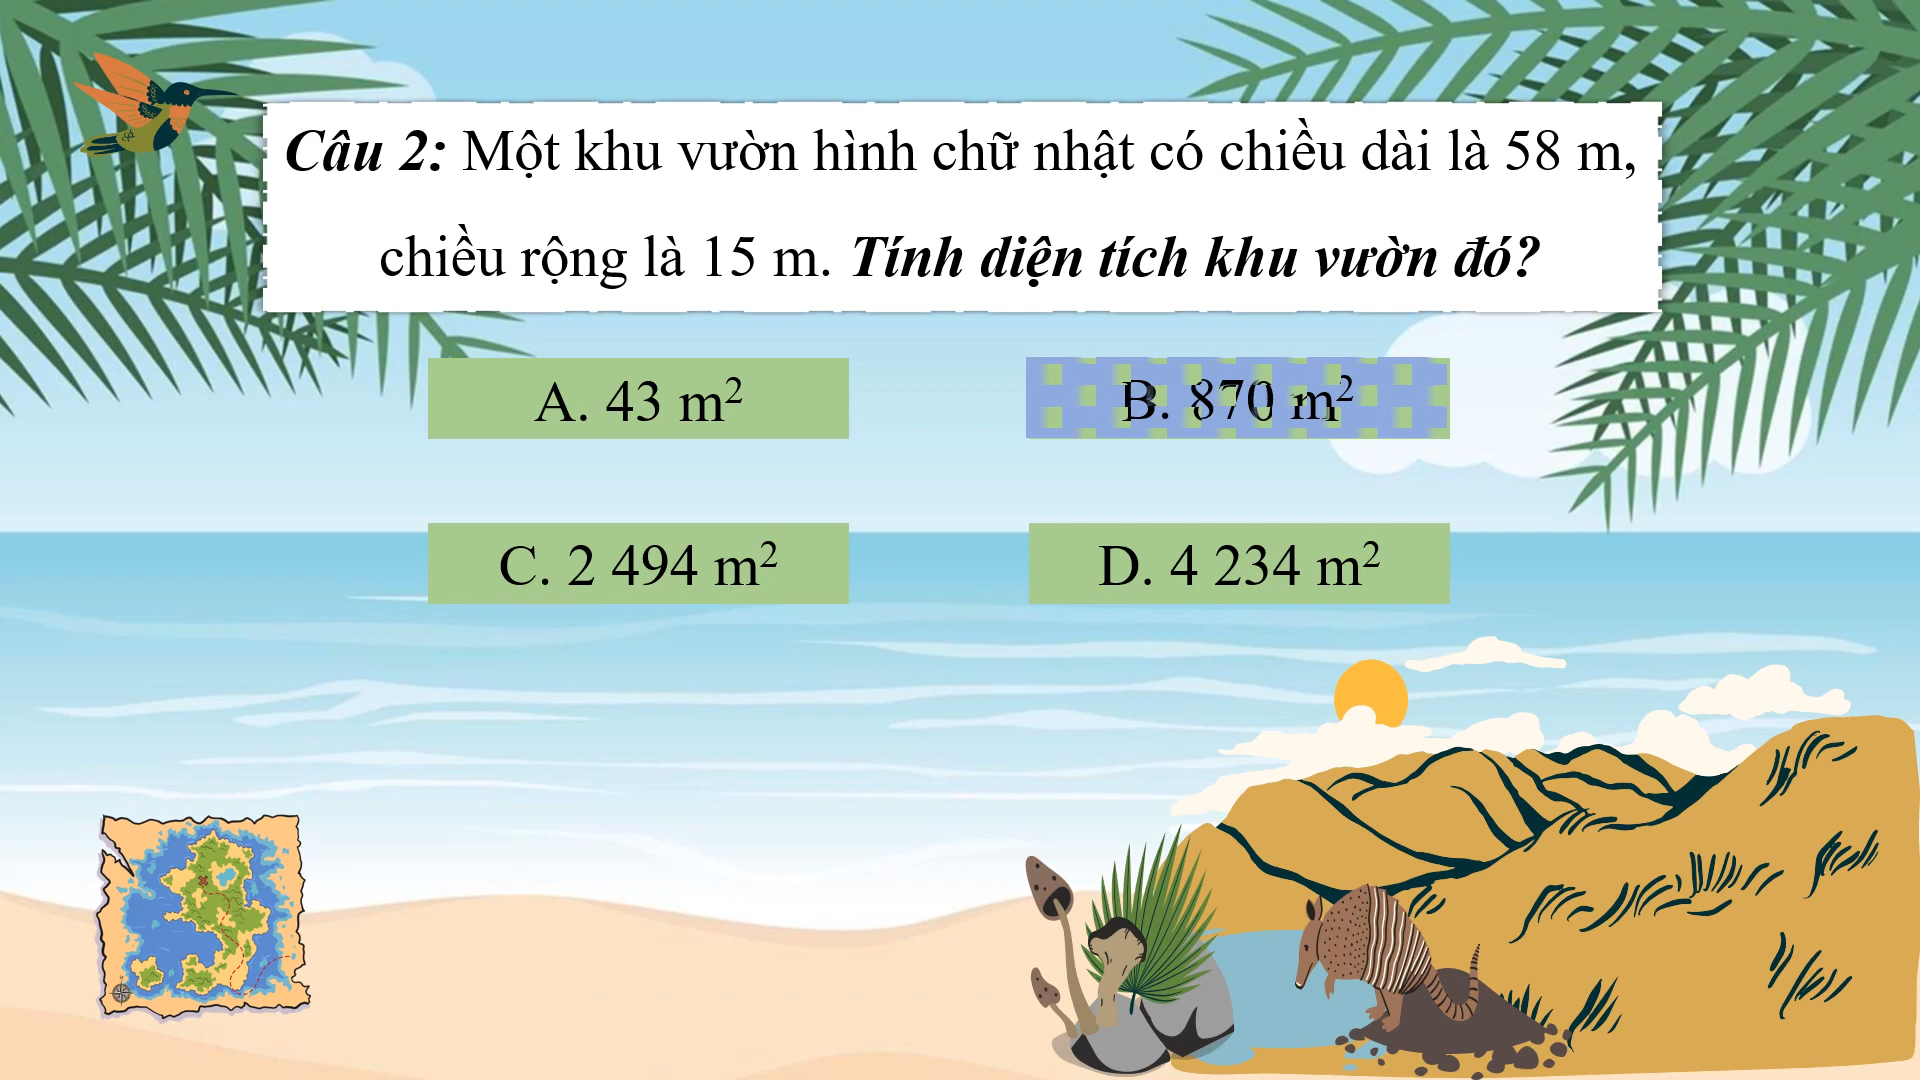 Câu 2: Một khu vườn hình chữ nhật có chiều dài là 58 m,
chiều rộng là 15 m. Tính diện tích khu vườn đó?
A. 43 m²
B. 870 m²
C. 2 494 m²
D. 4 234 m²